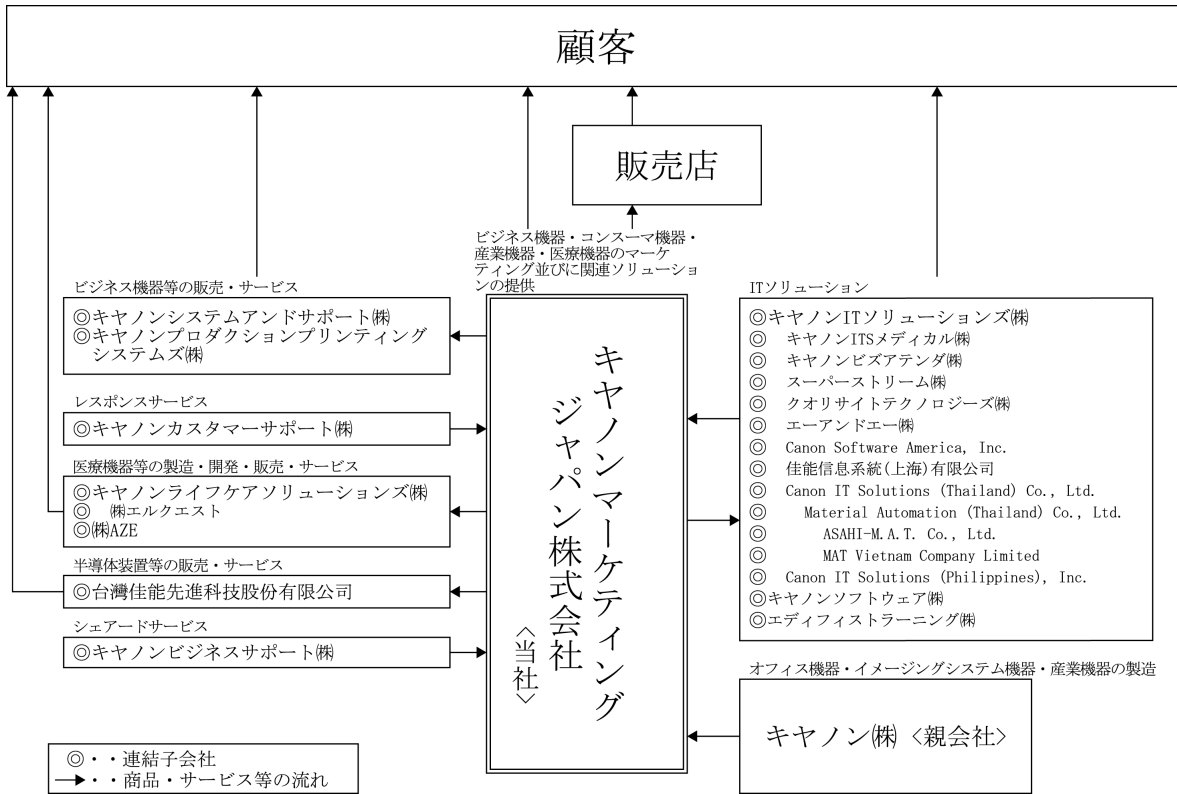 顧客
販売店
ビジネス機器・コンスーマ機器・
産業機器・医療機器のマーケ
ティング並びに関連ソリューショ
ンの提供
ビジネス機器等の販売・サービス
◎キヤノンシステムアンドサポート㈱
◎キヤノンプロダクションプリンティング
システムズ㈱
レスポンスサービス
◎キヤノンカスタマーサポート㈱
医療機器等の製造・開発・販売・サービス
◎キヤノンライフケアソリューションズ㈱
◎ ㈱エルクエスト
◎㈱AZE
半導体装置等の販売・サービス
◎台灣佳能先進科技股份有限公司
シェアードサービス
◎キヤノンビジネスサポート㈱
キヤノンマーケティング
ジャパン株式会社
〈当社〉
ITソリューション
◎キヤノンITソリューションズ㈱
◎ キヤノンITSメディカル㈱
◎ キヤノンビズアテンダ㈱
◎ スーパーストリーム㈱
◎ クオリサイトテクノロジーズ㈱
◎ エーアンドエー㈱
◎ Canon Software America, Inc.
◎ 佳能信息系統(上海)有限公司
◎ Canon IT Solutions (Thailand) Co., Ltd.
◎ Material Automation (Thailand) Co., Ltd.
◎ ASAHI-M.A.T. Co., Ltd.
◎ MAT Vietnam Company Limited
◎ Canon IT Solutions (Philippines), Inc.
◎キヤノンソフトウェア㈱
◎エディフィストラーニング㈱
オフィス機器・イメージングシステム機器・産業機器の製造
キヤノン㈱〈親会社〉
◎・・連結子会社
→・・商品・サービス等の流れ